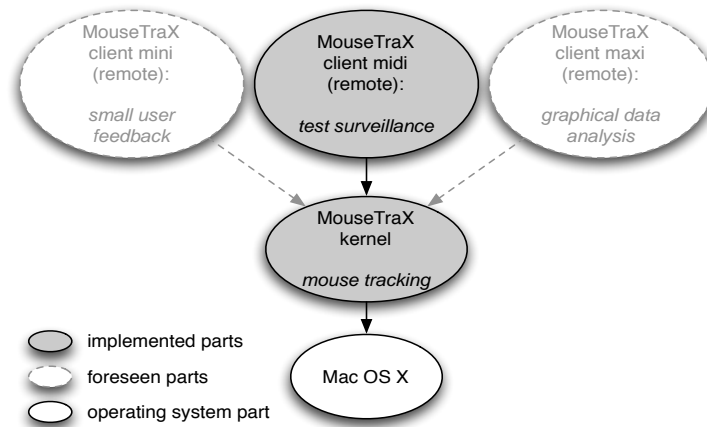 MouseTraX
client mini
(remote):
small user
feedback
MouseTraX
client midi
(remote):
test surveillance
MouseTraX
client maxi
(remote):
graphical data
analysis
MouseTraX
kernel
mouse tracking
Mac OS X
implemented parts
foreseen parts
operating system part